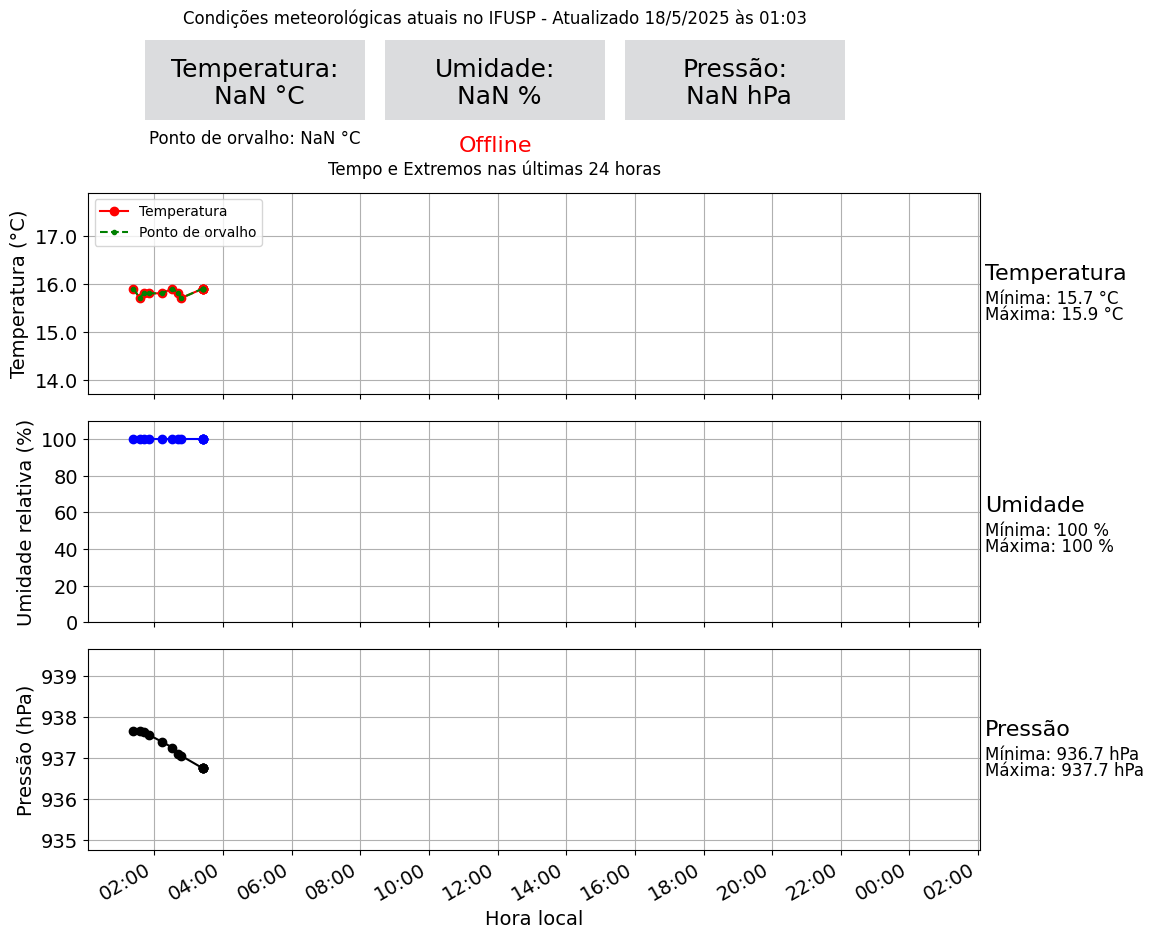 Condições meteorológicas atuais no IFUSP - Atualizado 18/5/2025 às 01:03
Temperatura:
NaN °C
Umidade:
NaN %
Pressão:
NaN hPa
Ponto de orvalho: NaN °C
Offline
Tempo e Extremos nas últimas 24 horas
Temperatura (°C)
17.0
16.0
15.0
14.0
Temperatura
Ponto de orvalho
Temperatura
Mínima: 15.7 °C
Máxima: 15.9 °C
Umidade relativa (%)
100
80
60
40
20
0
Umidade
Mínima: 100 %
Máxima: 100 %
Pressão (hPa)
939
938
937
936
935
Pressão
Mínima: 936.7 hPa
Máxima: 937.7 hPa
02:00 04:00 06:00 08:00 10:00 12:00 14:00 16:00 18:00 20:00 22:00 00:00 02:00
Hora local